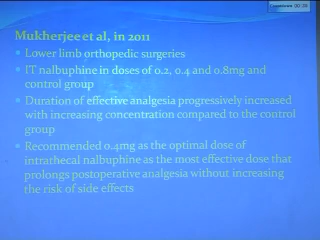 Mukherjee et al, in 2011
Lower limb orthopedic surgeries
IT nalbuphine in doses of 0.2, 0.4 and 0.8mg and
control group
Duration of effective analgesia progressively increased
with increasing concentration compared to the control
group
Recommended 0.4mg as the optimal dose of
intrathecal nalbuphine as the most effective dose that
prolongs postoperative analgesia without increasing
the risk of side effects